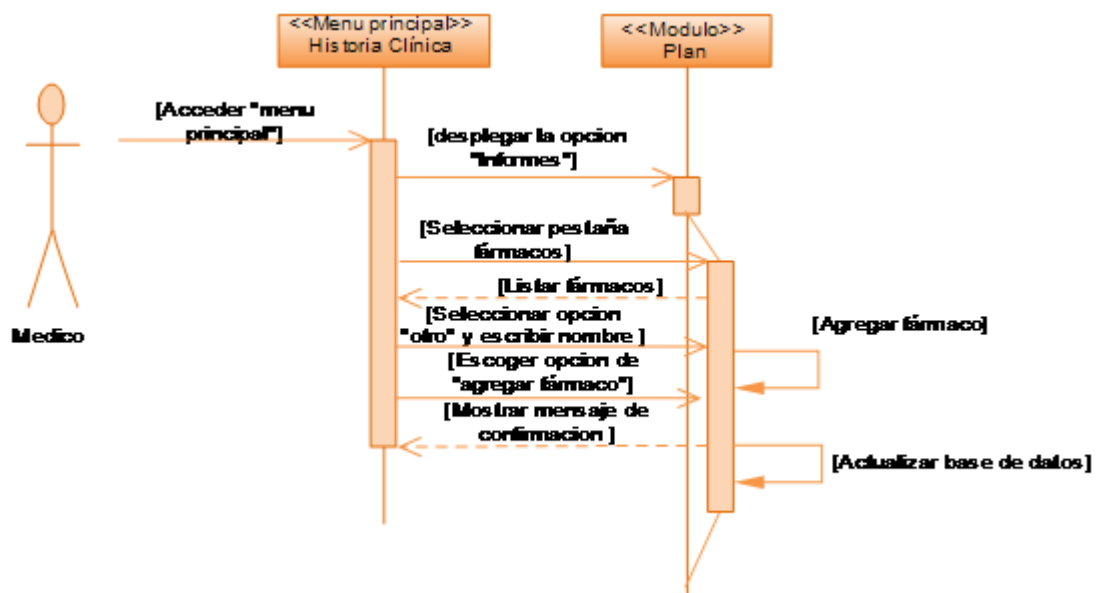 <<Menu principal>>
Historia Clínica
<<Modulo>>
Plan
[Acceder "menu
principal"]
[desplegar la opcion
"Informes"]
[Seleccionar pestaña
fármacos]
[Listar fármacos]
[Seleccionar opcion
"otro" y escribir nombre ]
[Agregar fármaco]
Medico
[Escoger opcion de
"agregar fármaco"]
[Mostrar mensaje de
confirmacion ]
[Actualizar base de datos]